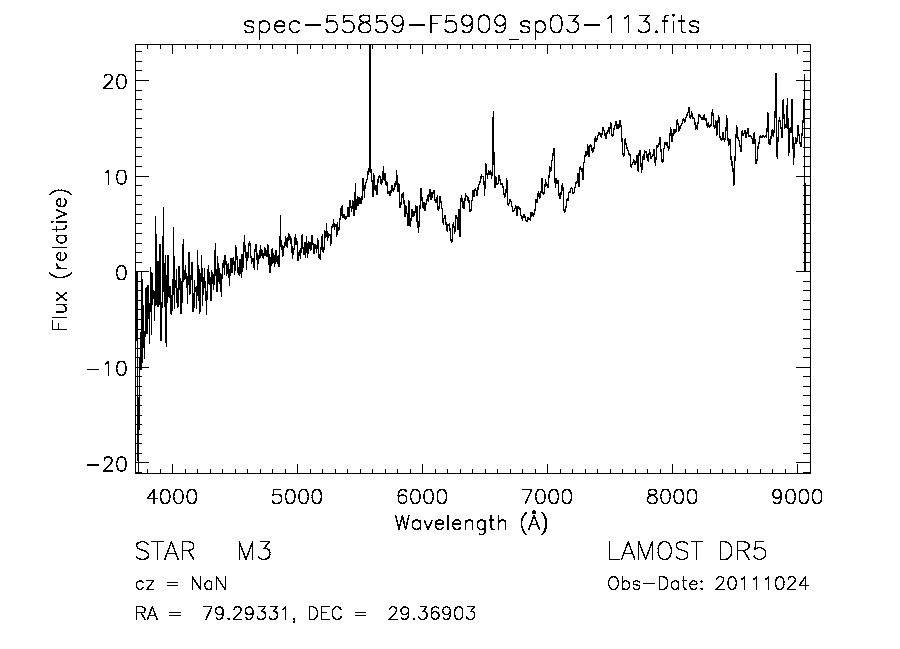 spec-55859-F5909_sp03-113.fits
20
10
0
-10
-20
Flux (relative)
4000 5000 6000 7000 8000 9000
Wavelength (Å)
STAR M3 LAMOST DR5
cz = NaN Obs-Date: 20111024
RA = 79.29331, DEC = 29.36903